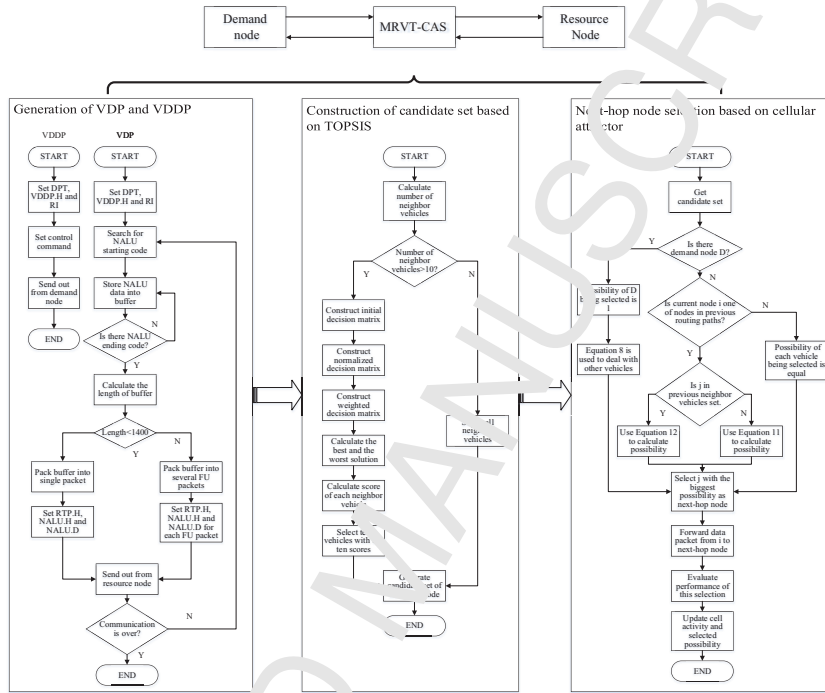 Demand
node
MRVT-CAS
Resource
Node
Generation of VDP and VDDP
VDDP
VDP
START
START
Set DPT,
VDDP.H and
RI
Set DPT,
VDDP.H and RI
Set control
command
Search for
NALU
starting code
Send out
from demand
node
Store NALU
data into
buffer
END
N
Is there NALU
ending code?
Y
Calculate the
length of buffer
Length<1400
N
Y
Pack buffer into
single packet
Pack buffer into
several FU
packets
Set RTP.H,
NALU.H and
NALU.D
Set RTP.H,
NALU.H and
NALU.D for
each FU packet
Send out from
resource node
N
Communication
is over?
Y
END
Construction of candidate set based
on TOPSIS
START
Calculate
number of
neighbor
vehicles
Number of
neighbor
vehicles>10?
Y
N
Construct initial
decision matrix
Construct
normalized
decision matrix
Construct
weighted
decision matrix
Calculate the
best and the
worst solution
vehicles
Calculate score
of each neighbor
Select
vehicles with
ten scores
set of
END
selection based on cellular
START
Get
candidate set
Y
Is there
demand node D?
N
of D
being selected is
1
Is current node i one
of nodes in previous
routing paths?
N
Equation 8 is
used to deal with
other vehicles
Y
Possibility of
each vehicle
being selected is
equal
Is j in
previous neighbor
vehicles set.
Y
N
Use Equation 12
to calculate
possibility
Use Equation 11
to calculate
possibility
Select j with the
biggest
possibility as
next-hop node
Forward data
packet from i to
next-hop node
Evaluate
performance of
this selection
Update cell
activity and
selected
possibility
END
MANUSCR